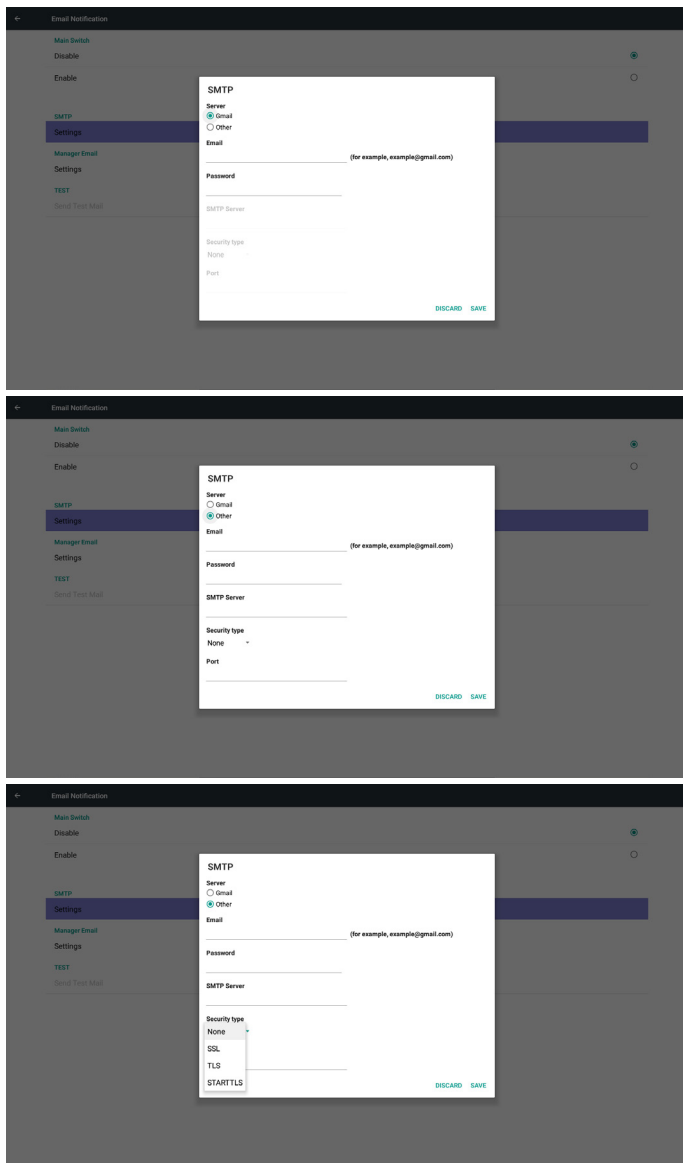 Email Notification
Main Switch
Disable
Enable
SMTP
Settings
Manager Email
Settings
TEST
Send Test Mail
SMTP
Server
Gmail
Other
Email
(for example, example@gmail.com)
Password
SMTP Server
Security type
None
Port
DISCARD SAVE
Email Notification
Main Switch
Disable
Enable
SMTP
Settings
Manager Email
Settings
TEST
Send Test Mail
SMTP
Server
Gmail
Other
Email
(for example, example@gmail.com)
Password
SMTP Server
Security type
None
Port
DISCARD SAVE
Email Notification
Main Switch
Disable
Enable
SMTP
Settings
Manager Email
Settings
TEST
Send Test Mail
SMTP
Server
Gmail
Other
Email
(for example, example@gmail.com)
Password
SMTP Server
Security type
None
SSL
TLS
STARTTLS
DISCARD SAVE